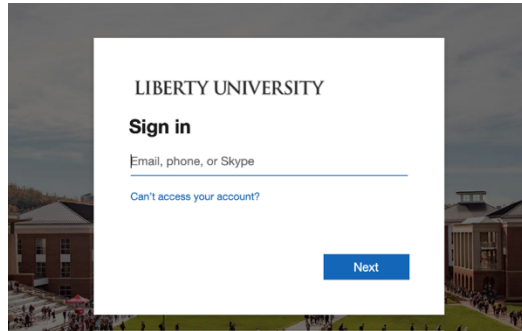 LIBERTY UNIVERSITY
Sign in
Email, phone, or Skype
Can't access your account?
Next